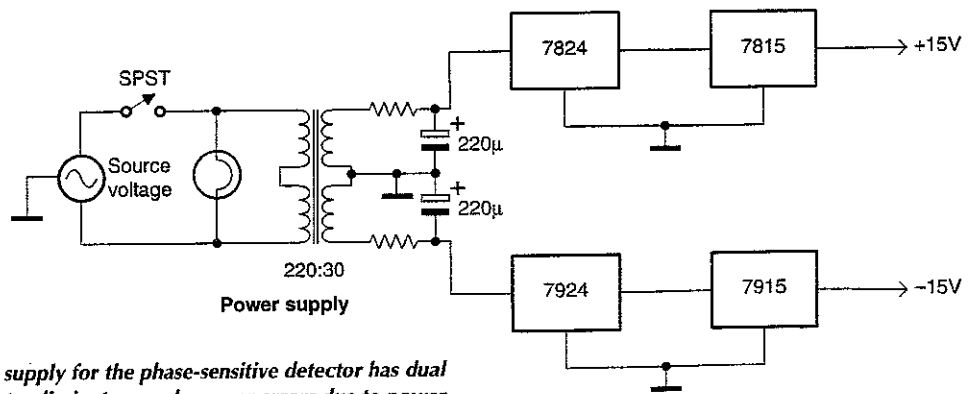 7824
7815
+15V
SPST
+
220μ
Source
voltage
+
220μ
220:30
Power supply
7924
7915
−15V
supply for the phase-sensitive detector has dual